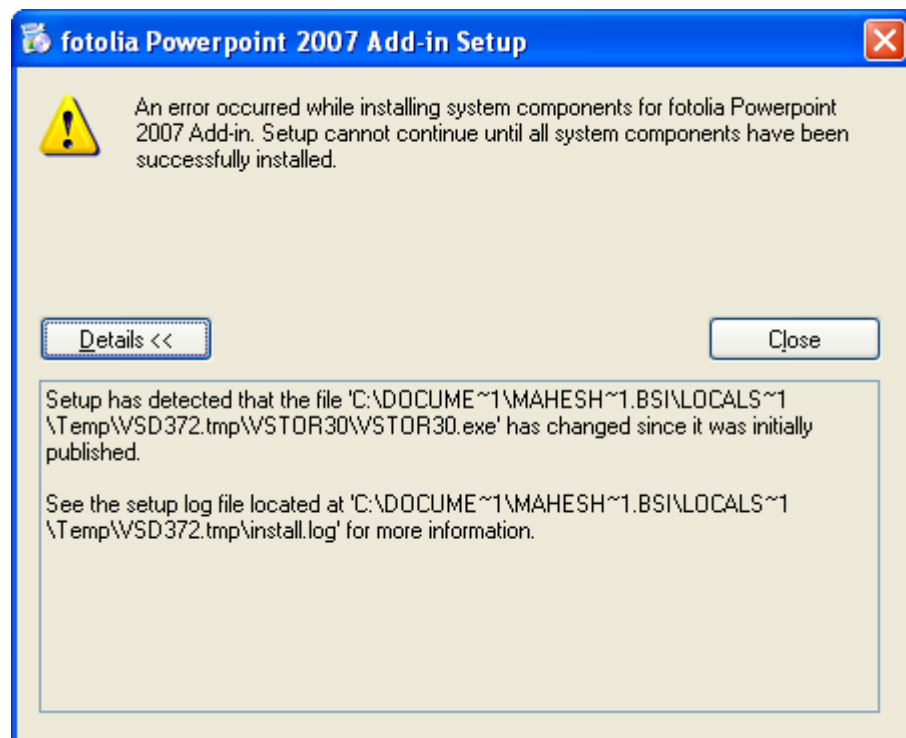 fotolia Powerpoint 2007 Add-in Setup
An error occurred while installing system components for fotolia Powerpoint
2007 Add-in. Setup cannot continue until all system components have been
successfully installed.
Details <<
Close
Setup has detected that the file 'C:\DOCUME~1\MAHESH~1.BSI\LOCALS~1
\Temp\VSD372.tmp\VSTOR30\VSTOR30.exe' has changed since it was initially
published.
See the setup log file located at 'C:\DOCUME~1\MAHESH~1.BSI\LOCALS~1
\Temp\VSD372.tmp\install.log' for more information.